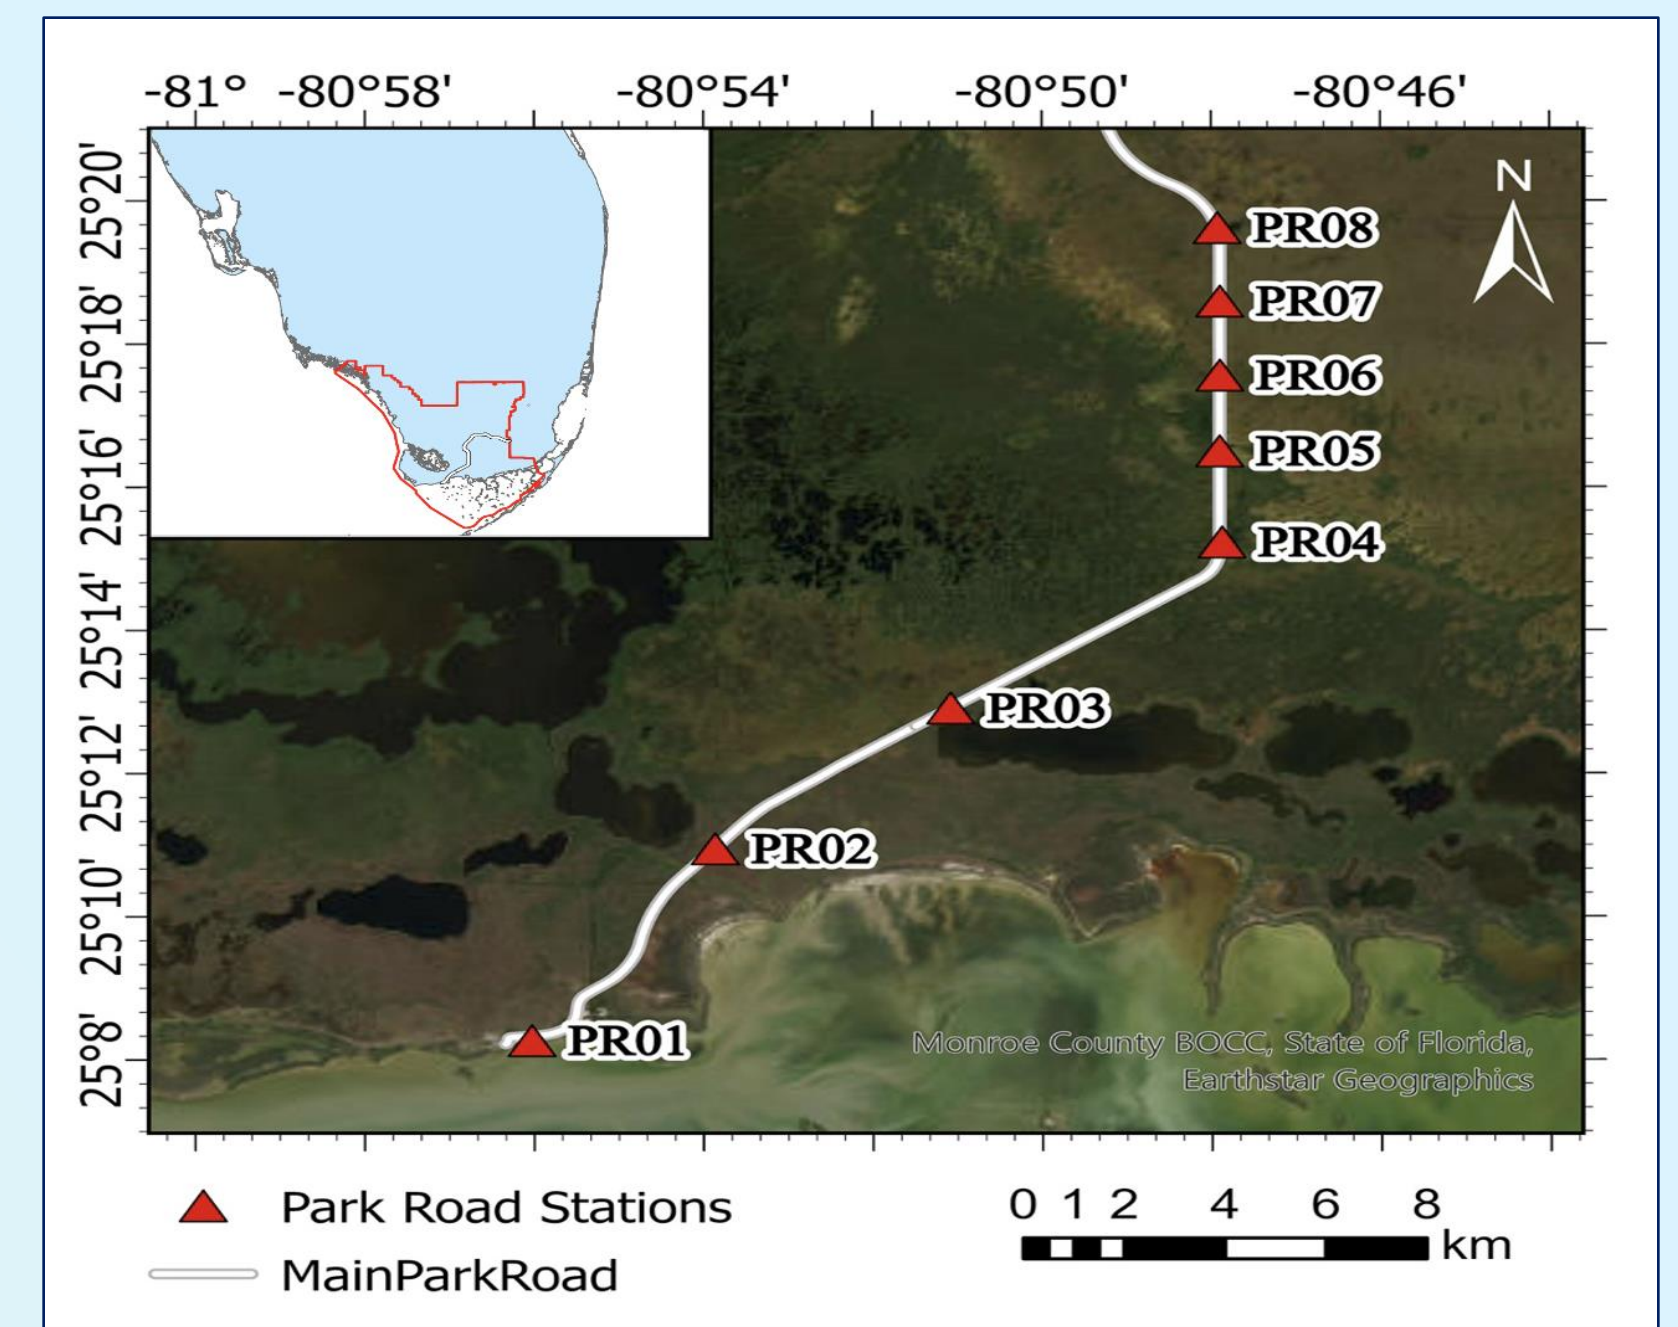 -81° -80°58' -80°54' -80°50' -80°46'
25°20'
25°18'
25°16'
25°14'
25°12'
25°10'
25°8'
N
PR08
PR07
PR06
PR05
PR04
PR03
PR02
PR01
Monroe County BOCC, State of Florida,
Earthstar Geographics
Park Road Stations
MainParkRoad
0 1 2 4 6 8
km